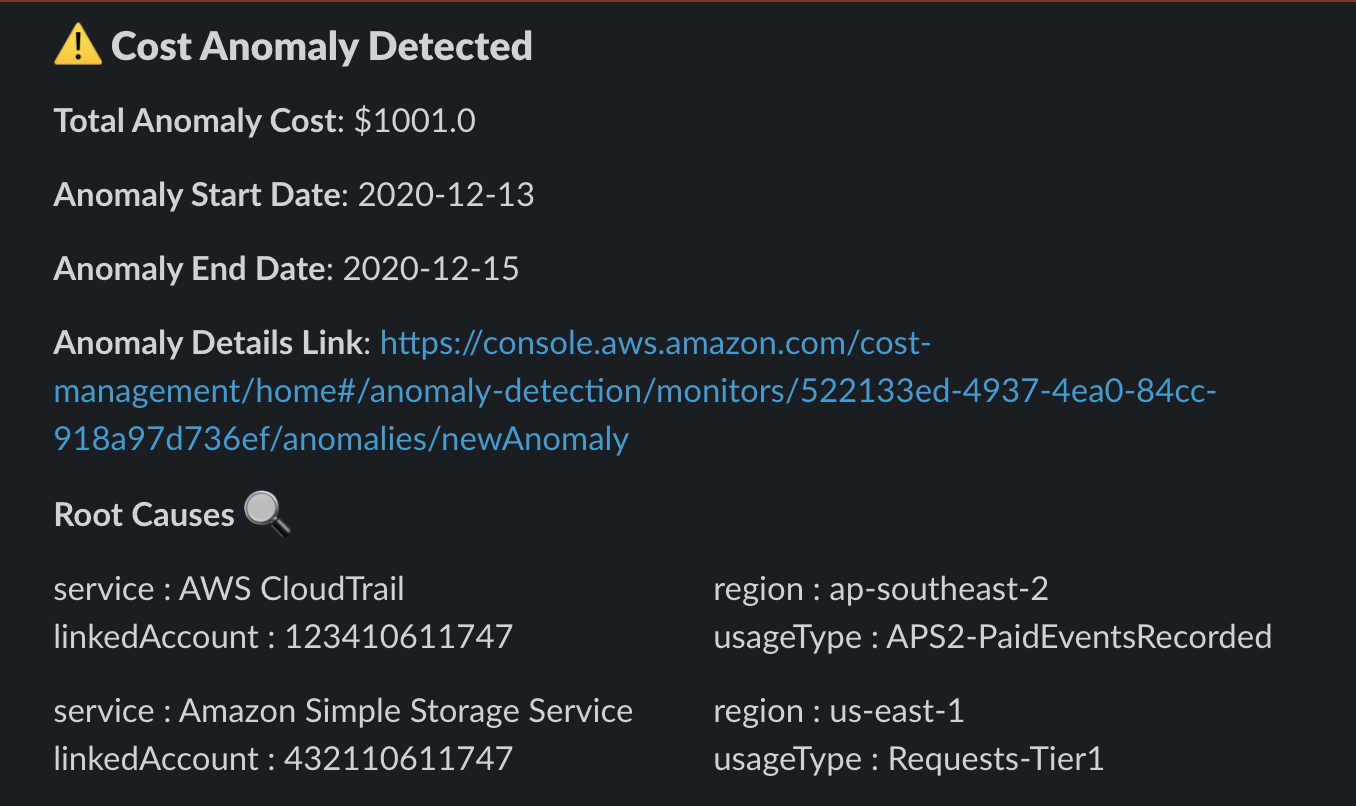 Cost Anomaly Detected
Total Anomaly Cost: $1001.0
Anomaly Start Date: 2020-12-13
Anomaly End Date: 2020-12-15
Anomaly Details Link: https://console.aws.amazon.com/cost-
management/home#/anomaly-detection/monitors/522133ed-4937-4ea0-84cc-
918a97d736ef/anomalies/newAnomaly
Root Causes
service : AWS CloudTrail region : ap-southeast-2
linkedAccount : 123410611747 usageType : APS2-PaidEventsRecorded
service : Amazon Simple Storage Service region : us-east-1
linkedAccount : 432110611747 usageType : Requests-Tier1